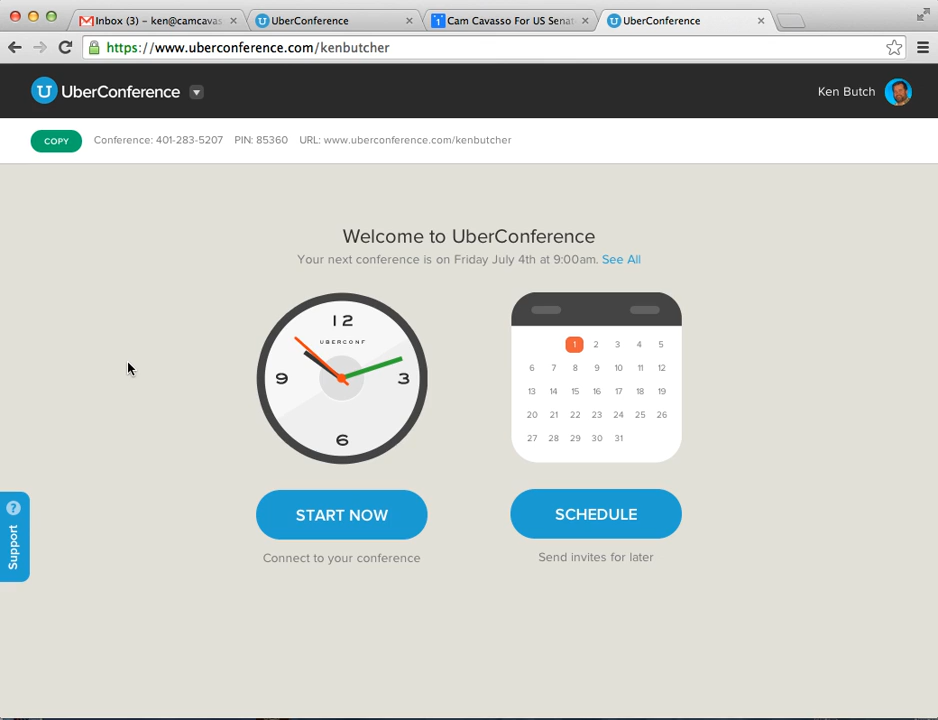 Inbox (3) – ken@camcavas
UberConference
Cam Cavasso For US Senat
UberConference
https://www.uberconference.com/kenbutcher
UberConference
Ken Butch
COPY
Conference: 401-283-5207 PIN: 85360 URL: www.uberconference.com/kenbutcher
Welcome to UberConference
Your next conference is on Friday July 4th at 9:00am. See All
12
UBERCONF
9
3
6
1 2 3 4 5
6 7 8 9 10 11 12
13 14 15 16 17 18 19
20 21 22 23 24 25 26
27 28 29 30 31
START NOW
SCHEDULE
Connect to your conference
Send invites for later
? Support